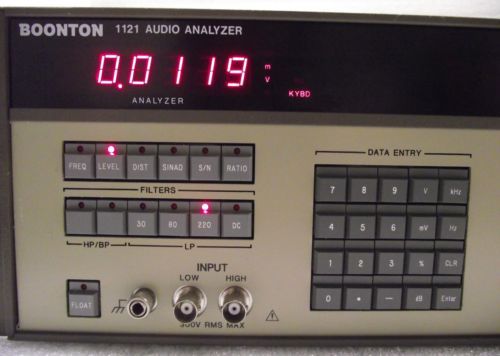 BOONTON 1121 AUDIO ANALYZER
0.0119 m V
KYBD
ANALYZER
DATA ENTRY
FREQ LEVEL DIST SINAD S/N RATIO
FILTERS
30 80 220 DC
HP/BP LP
7 8 9 V kHz
4 5 6 mV Hz
1 2 3 % CLR
0 • — dB Enter
INPUT
LOW HIGH
FLOAT
300V RMS MAX